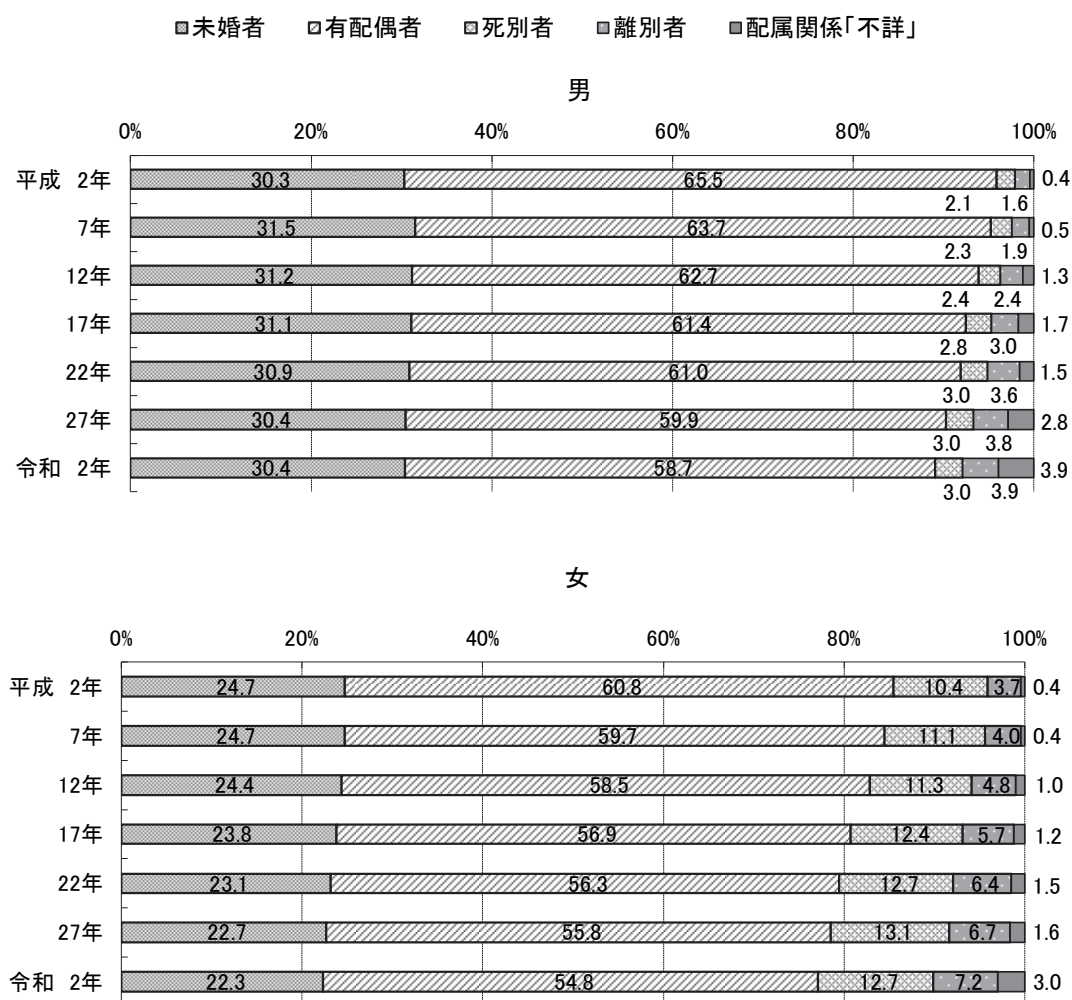 未婚者 有配偶者 死別者 離別者 配属関係「不詳」
男
0% 20% 40% 60% 80% 100%
平成 2年 30.3 65.5 0.4
2.1 1.6
7年 31.5 63.7 0.5
2.3 1.9
12年 31.2 62.7 1.3
2.4 2.4
17年 31.1 61.4 1.7
2.8 3.0
22年 30.9 61.0 1.5
3.0 3.6
27年 30.4 59.9 2.8
3.0 3.8
令和 2年 30.4 58.7 3.9
3.0 3.9
女
0% 20% 40% 60% 80% 100%
平成 2年 24.7 60.8 10.4 3.7 0.4
7年 24.7 59.7 11.1 4.0 0.4
12年 24.4 58.5 11.3 4.8 1.0
17年 23.8 56.9 12.4 5.7 1.2
22年 23.1 56.3 12.7 6.4 1.5
27年 22.7 55.8 13.1 6.7 1.6
令和 2年 22.3 54.8 12.7 7.2 3.0